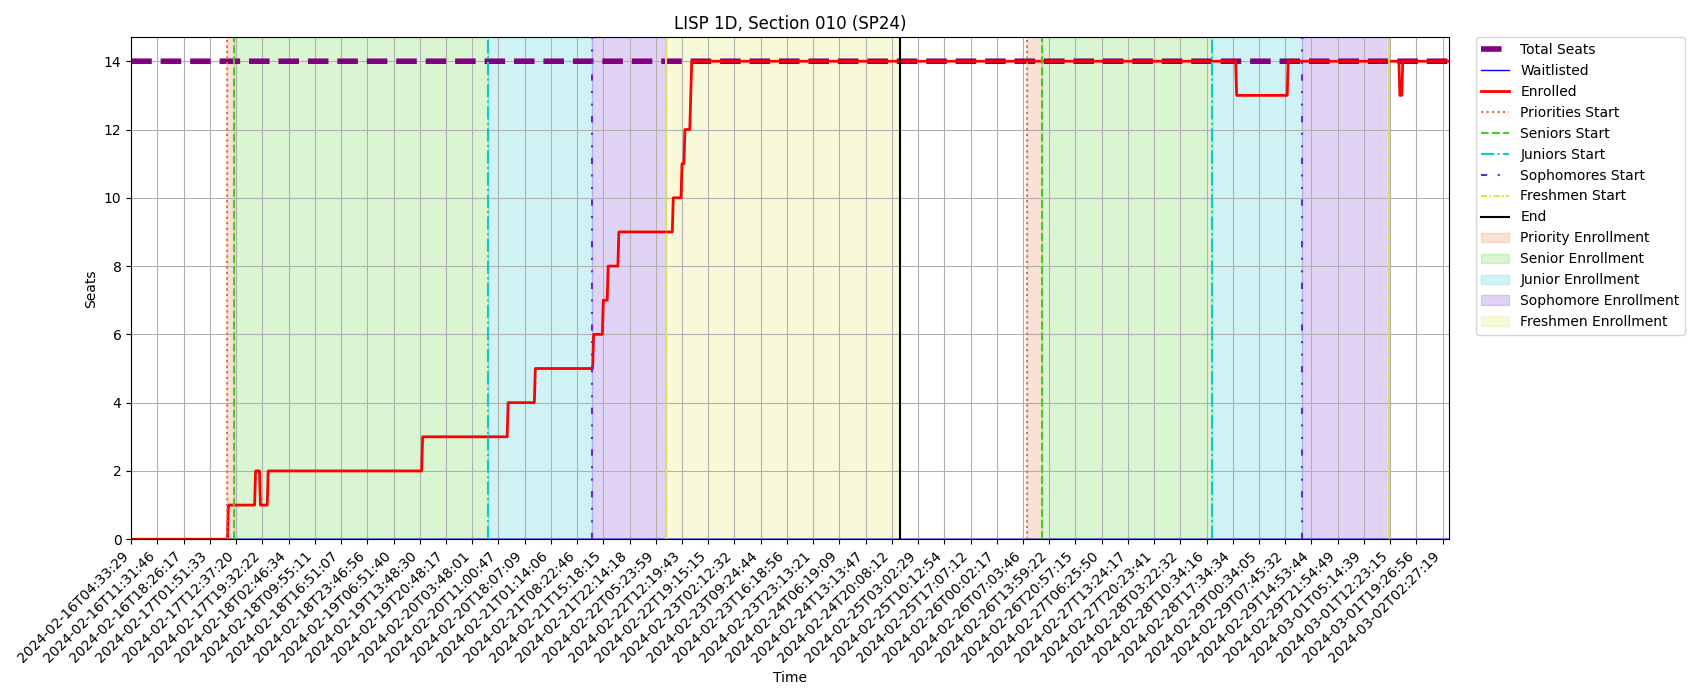 LISP 1D, Section 010 (SP24)
Seats
14
12
10
8
6
4
2
0
2024-02-16T04:33:29
2024-02-16T11:31:46
2024-02-16T18:26:17
2024-02-17T01:51:33
2024-02-17T12:37:20
2024-02-17T19:32:22
2024-02-18T02:46:34
2024-02-18T09:55:11
2024-02-18T16:51:07
2024-02-18T23:46:56
2024-02-19T06:51:40
2024-02-19T13:48:30
2024-02-19T20:48:17
2024-02-20T03:48:01
2024-02-20T11:00:47
2024-02-20T18:07:09
2024-02-21T01:14:06
2024-02-21T08:22:46
2024-02-21T15:18:15
2024-02-21T22:14:18
2024-02-22T05:23:59
2024-02-22T12:19:43
2024-02-22T19:15:15
2024-02-23T02:12:32
2024-02-23T09:24:44
2024-02-23T16:18:56
2024-02-23T23:13:21
2024-02-24T06:19:09
2024-02-24T13:13:47
2024-02-24T20:08:12
2024-02-25T03:02:29
2024-02-25T10:12:54
2024-02-25T17:07:12
2024-02-26T00:02:17
2024-02-26T07:03:46
2024-02-26T13:59:22
2024-02-26T20:57:15
2024-02-27T06:25:50
2024-02-27T13:24:17
2024-02-27T20:23:41
2024-02-28T03:22:32
2024-02-28T10:34:16
2024-02-28T17:34:34
2024-02-29T00:34:05
2024-02-29T07:45:32
2024-02-29T14:53:44
2024-02-29T21:54:49
2024-03-01T05:14:39
2024-03-01T12:23:15
2024-03-01T19:26:56
2024-03-02T02:27:19
Time
Total Seats
Waitlisted
Enrolled
Priorities Start
Seniors Start
Juniors Start
Sophomores Start
Freshmen Start
End
Priority Enrollment
Senior Enrollment
Junior Enrollment
Sophomore Enrollment
Freshmen Enrollment